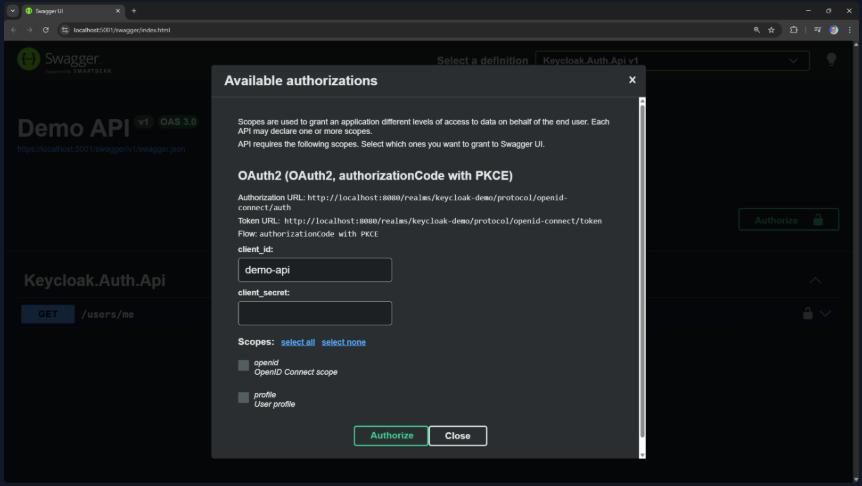 Swagger UI
localhost:5001/swagger/index.html
Swagger
Supported by SMARTBEAR
Select a definition
Keycloak.Auth.Api v1
Demo API v1 OAS 3.0
https://localhost:5001/swagger/v1/swagger.json
Authorize
Keycloak.Auth.Api
GET /users/me
Available authorizations
Scopes are used to grant an application different levels of access to data on behalf of the end user. Each
API may declare one or more scopes.
API requires the following scopes. Select which ones you want to grant to Swagger UI.
OAuth2 (OAuth2, authorizationCode with PKCE)
Authorization URL: http://localhost:8080/realms/keycloak-demo/protocol/openid-
connect/auth
Token URL: http://localhost:8080/realms/keycloak-demo/protocol/openid-connect/token
Flow: authorizationCode with PKCE
client_id:
demo-api
client_secret:
Scopes: select all select none
openid
OpenID Connect scope
profile
User profile
Authorize Close